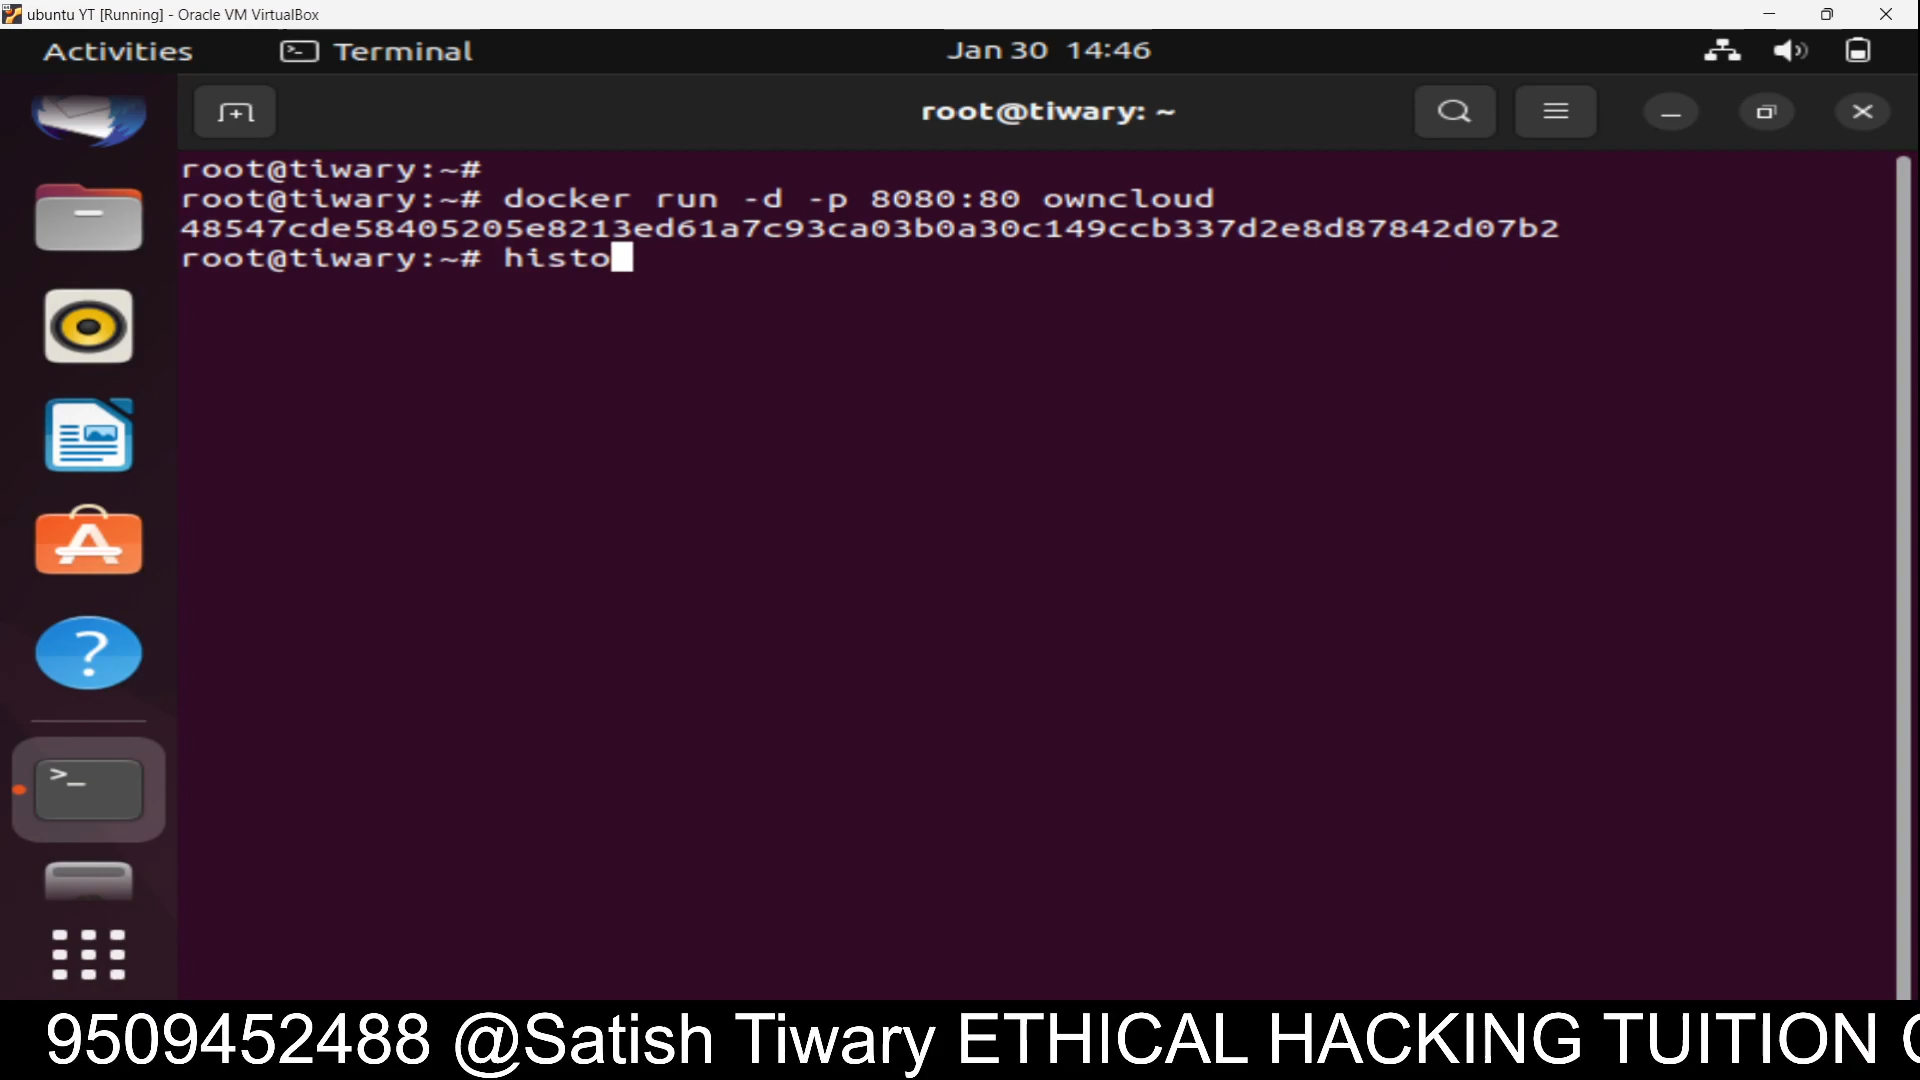 ubuntu YT [Running] - Oracle VM VirtualBox
Activities Terminal Jan 30 14:46
root@tiwary: ~
root@tiwary:~#
root@tiwary:~# docker run -d -p 8080:80 owncloud
48547cde58405205e8213ed61a7c93ca03b0a30c149ccb337d2e8d87842d07b2
root@tiwary:~# histo
9509452488 @Satish Tiwary ETHICAL HACKING TUITION